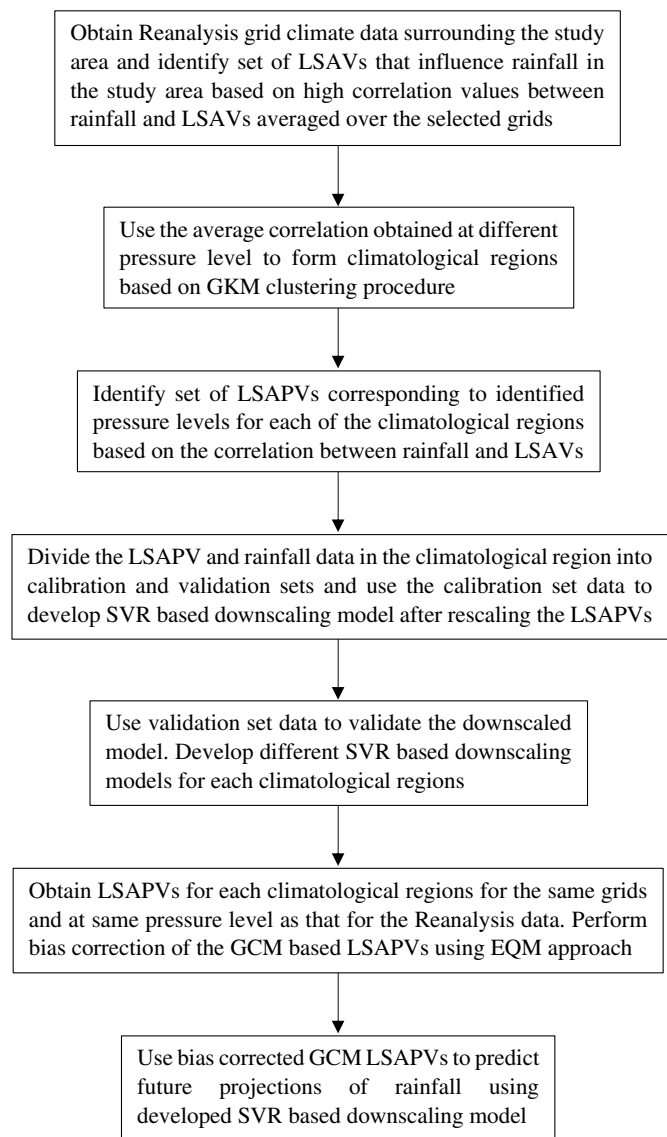 Obtain Reanalysis grid climate data surrounding the study
area and identify set of LSAVs that influence rainfall in
the study area based on high correlation values between
rainfall and LSAVs averaged over the selected grids
Use the average correlation obtained at different
pressure level to form climatological regions
based on GKM clustering procedure
Identify set of LSAPVs corresponding to identified
pressure levels for each of the climatological regions
based on the correlation between rainfall and LSAVs
Divide the LSAPV and rainfall data in the climatological region into
calibration and validation sets and use the calibration set data to
develop SVR based downscaling model after rescaling the LSAPVs
Use validation set data to validate the downscaled
model. Develop different SVR based downscaling
models for each climatological regions
Obtain LSAPVs for each climatological regions for the same grids
and at same pressure level as that for the Reanalysis data. Perform
bias correction of the GCM based LSAPVs using EQM approach
Use bias corrected GCM LSAPVs to predict
future projections of rainfall using
developed SVR based downscaling model